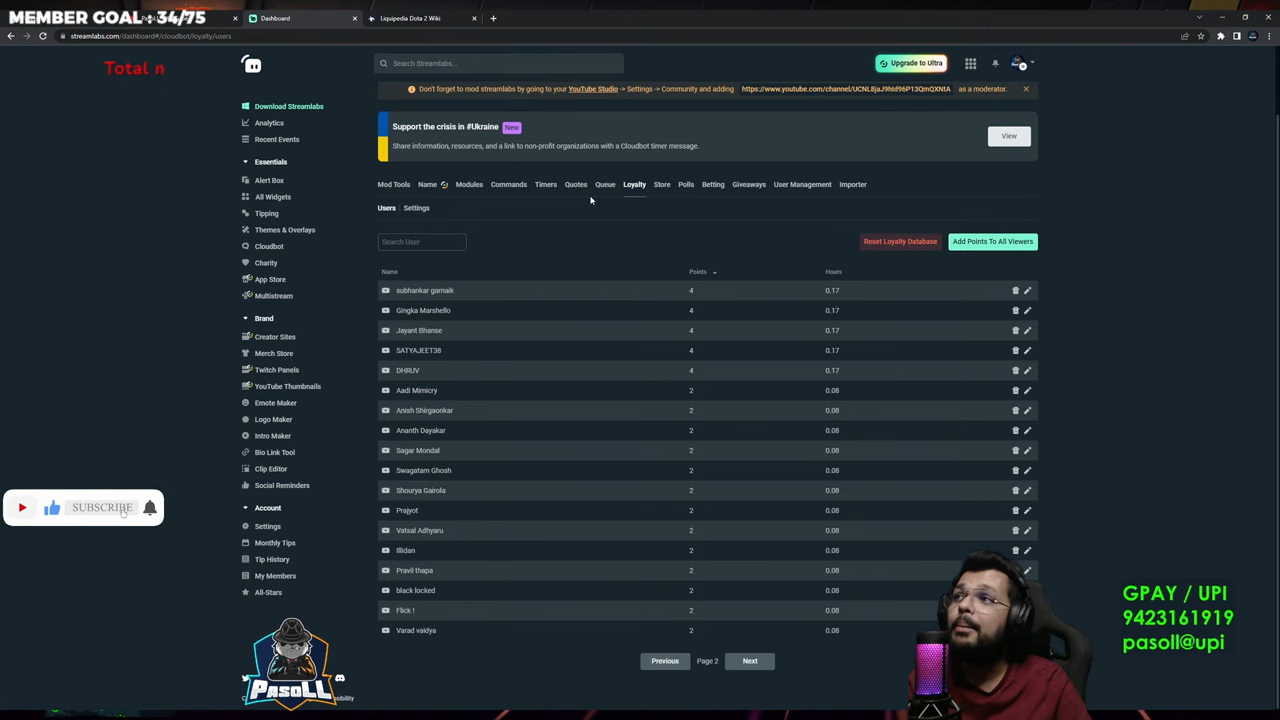 MEMBER GOAL : 34/75
Dashboard
Liquipedia Dota 2 Wiki
streamlabs.com/dashboard#/cloudbot/loyalty/users
Total n
Search Streamlabs...
Upgrade to Ultra
Don't forget to mod streamlabs by going to your YouTube Studio -> Settings -> Community and adding
as a moderator.
Download Streamlabs
Analytics
Recent Events
Essentials
Alert Box
All Widgets
Tipping
Themes & Overlays
Cloudbot
Charity
App Store
Multistream
Brand
Creator Sites
Merch Store
Twitch Panels
YouTube Thumbnails
Emote Maker
Logo Maker
Intro Maker
Bio Link Tool
Clip Editor
Social Reminders
Account
Settings
Monthly Tips
Tip History
My Members
All-Stars
Support the crisis in #Ukraine New
Share information, resources, and a link to non-profit organizations with a Cloudbot timer message.
View
Mod Tools Name Modules Commands Timers Quotes Queue Loyalty Store Polls Betting Giveaways User Management Importer
Users Settings
Search User
Reset Loyalty Database Add Points To All Viewers
Name Points Hours
subhankar garnaik 4 0.17
Gingka Marshello 4 0.17
Jayant Bhanse 4 0.17
SATYAJEET38 4 0.17
DHRUV 4 0.17
Aadi Mimicry 2 0.08
Anish Shirgaonkar 2 0.08
Ananth Dayakar 2 0.08
Sagar Mondal 2 0.08
Swagatam Ghosh 2 0.08
Shourya Gairola 2 0.08
Prajyot 2 0.08
Vatsal Adhyaru 2 0.08
Illidan 2 0.08
Pravil thapa 2 0.08
black locked 2 0.08
Flick ! 2 0.08
Varad vaidya 2 0.08
Previous Page 2 Next
SUBSCRIBE
PASOLL
GPAY / UPI
9423161919
pasoll@upi